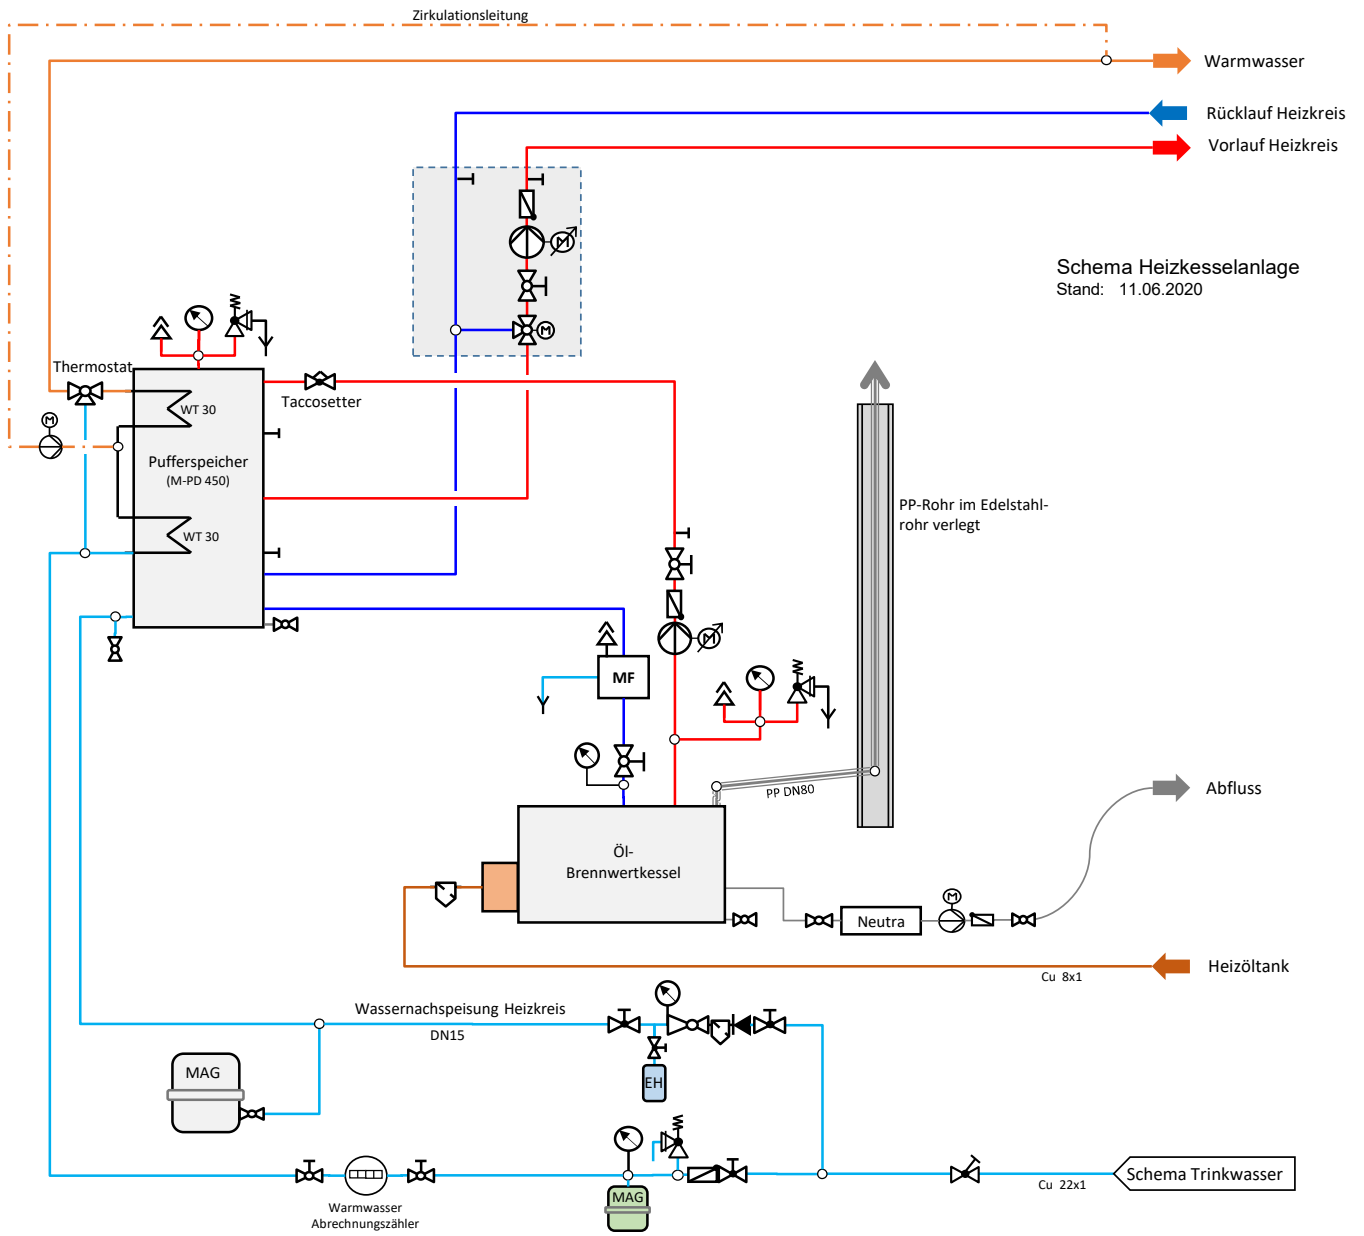 Zirkulationsleitung
Warmwasser
Rücklauf Heizkreis
Vorlauf Heizkreis
M
Schema Heizkesselanlage
Stand: 11.06.2020
M
Thermostat
Taccosetter
WT 30
M
Pufferspeicher
(M-PD 450)
PP-Rohr im Edelstahl-
rohr verlegt
WT 30
M
MF
PP DN80
Abfluss
Öl-
Brennwertkessel
M
Neutra
Heizöltank
Cu 8x1
Wassernachspeisung Heizkreis
DN15
MAG
EH
Schema Trinkwasser
Cu 22x1
MAG
Warmwasser
Abrechnungszähler